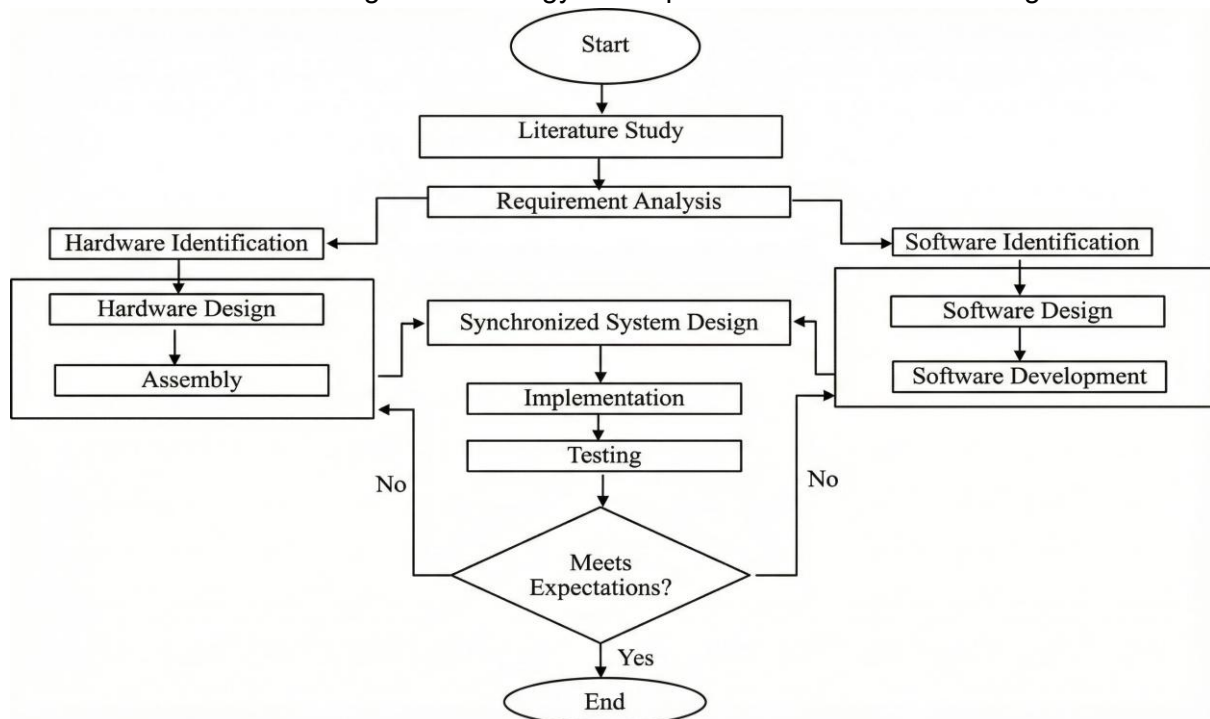 Start
Literature Study
Requirement Analysis
Hardware Identification
Software Identification
Hardware Design
Synchronized System Design
Software Design
Assembly
Software Development
Implementation
Testing
No
No
Meets
Expectations?
Yes
End